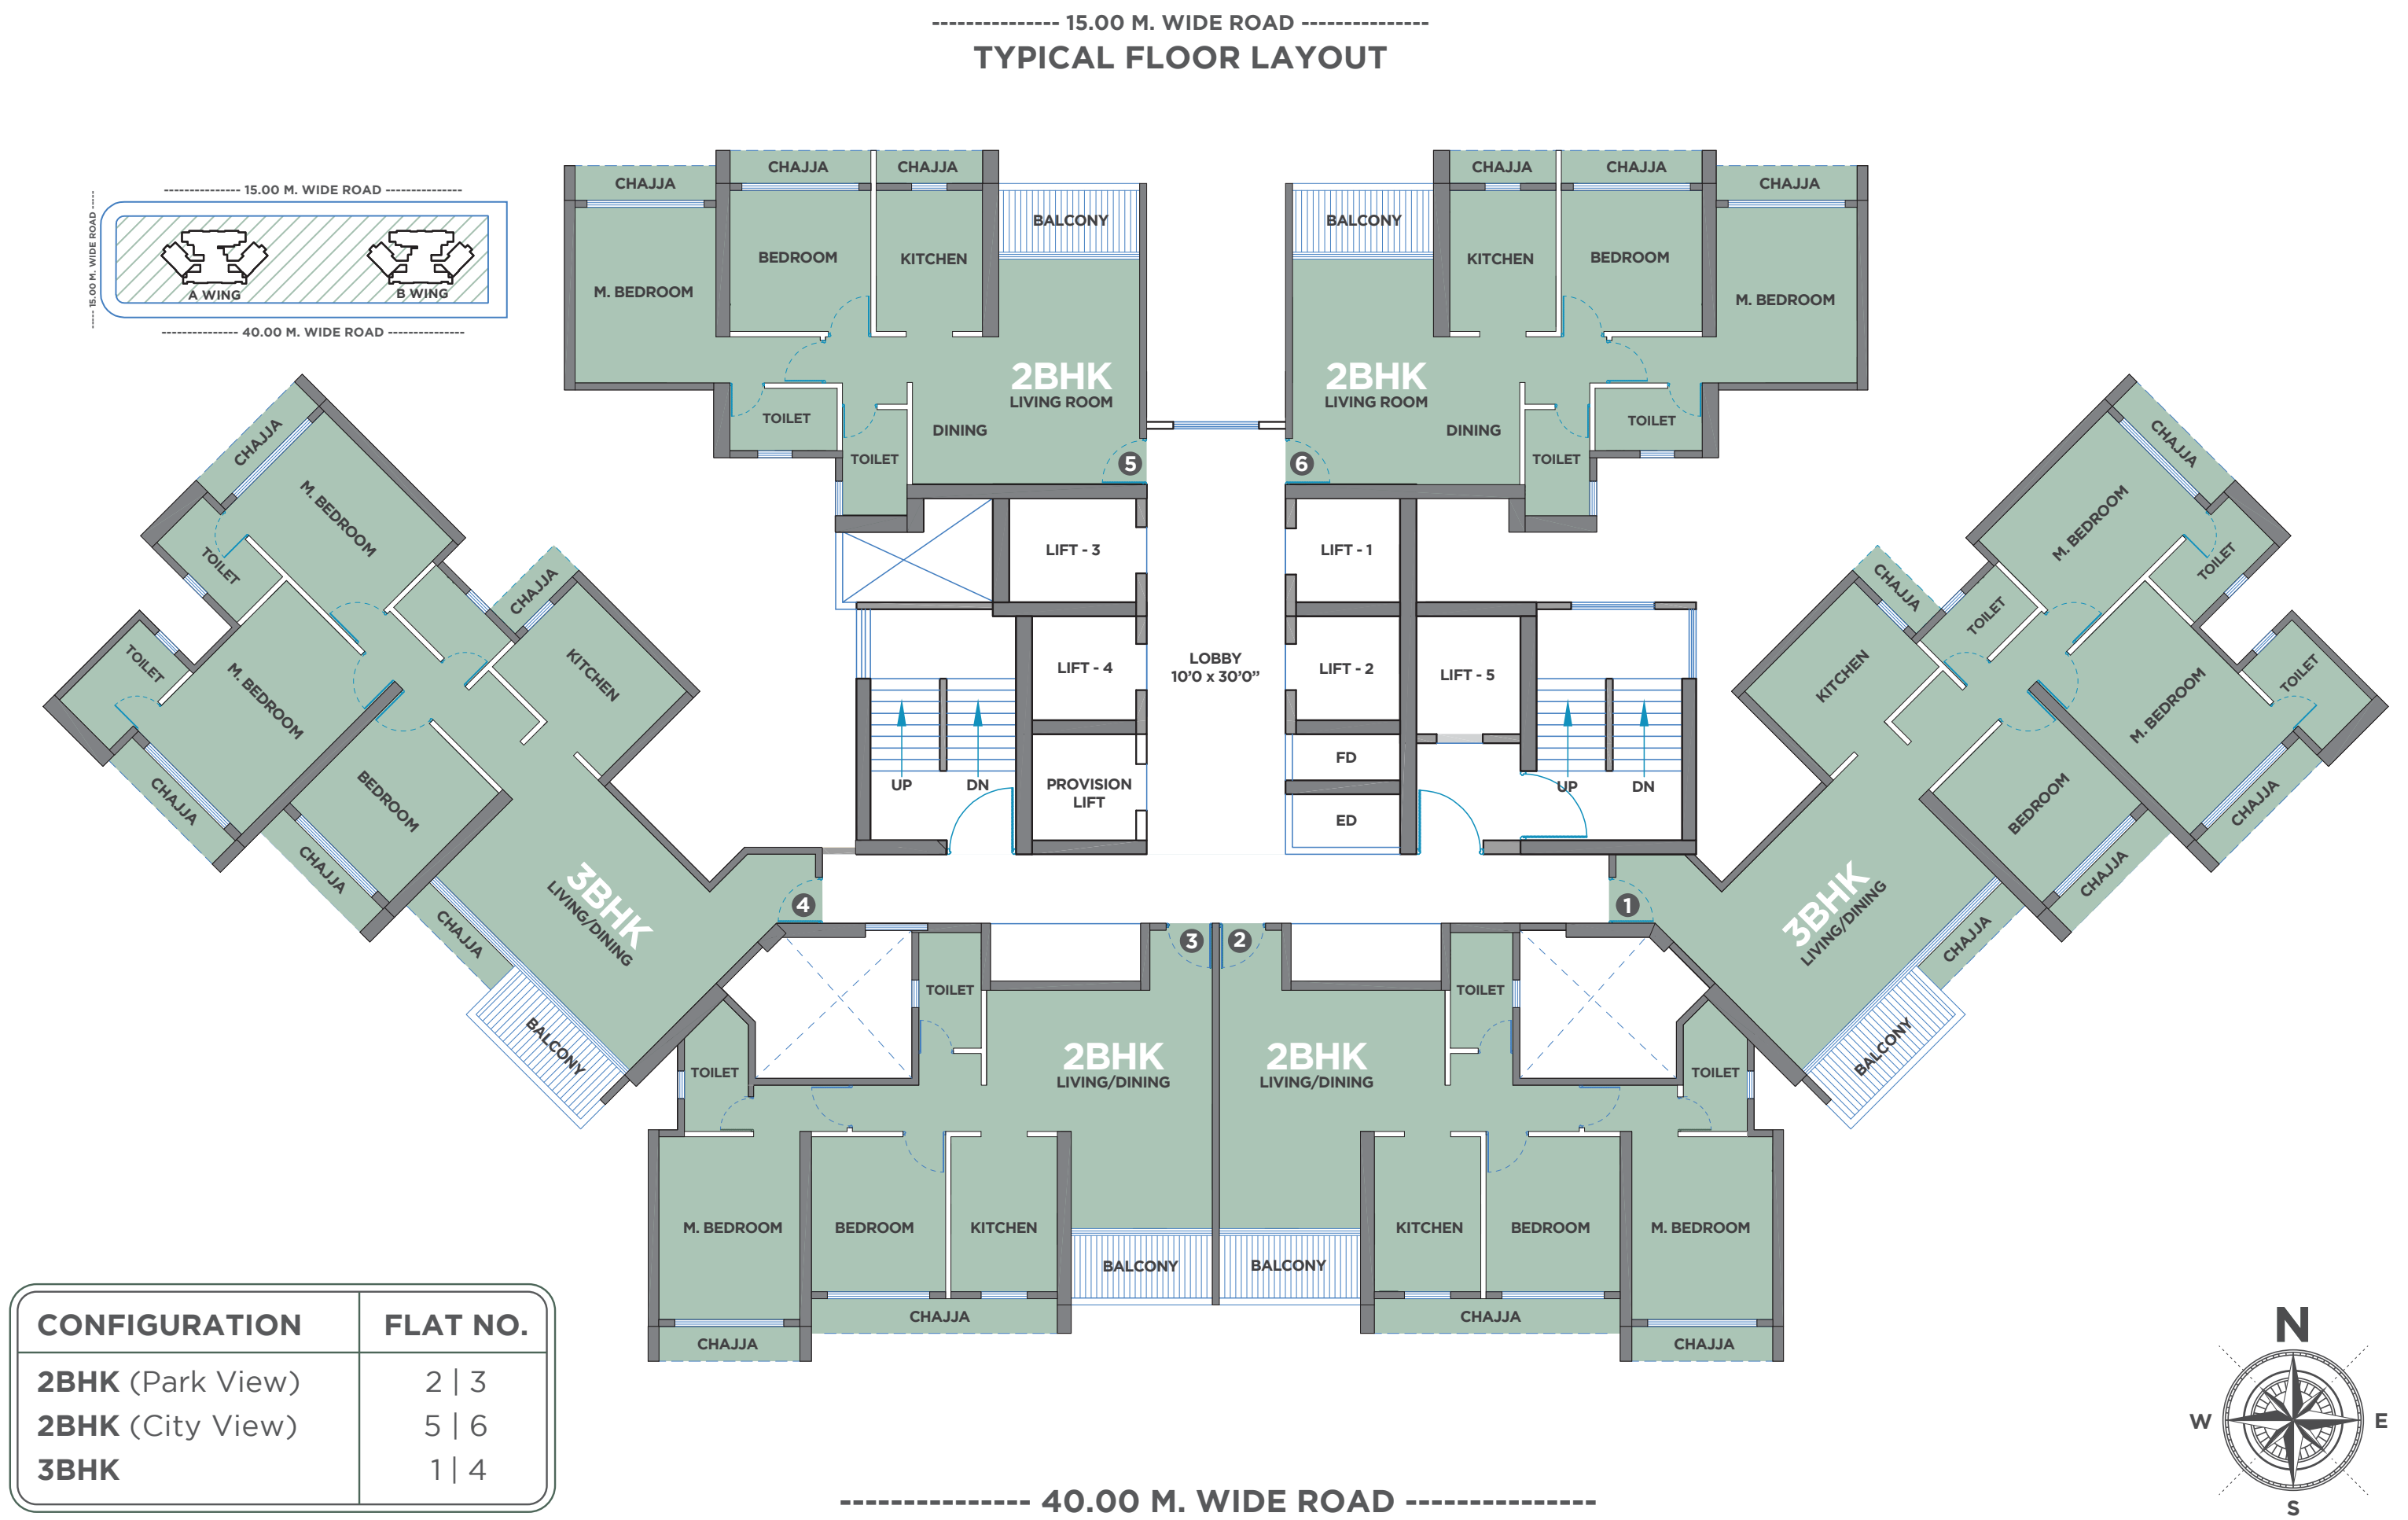 --------------- 15.00 M. WIDE ROAD ---------------
TYPICAL FLOOR LAYOUT
--------------- 15.00 M. WIDE ROAD ---------------
----- 15.00 M. WIDE ROAD -----
A WING
B WING
--------------- 40.00 M. WIDE ROAD ---------------
CHAJJA
CHAJJA
CHAJJA
BALCONY
M. BEDROOM
BEDROOM
KITCHEN
2BHK
LIVING ROOM
DINING
TOILET
TOILET
5
BALCONY
CHAJJA
CHAJJA
CHAJJA
KITCHEN
BEDROOM
M. BEDROOM
2BHK
LIVING ROOM
DINING
TOILET
TOILET
6
CHAJJA
M. BEDROOM
TOILET
CHAJJA
TOILET
M. BEDROOM
KITCHEN
BEDROOM
CHAJJA
CHAJJA
CHAJJA
3BHK
LIVING/DINING
BALCONY
4
LIFT - 3
LIFT - 1
LIFT - 4
LOBBY
10'0 x 30'0"
LIFT - 2
LIFT - 5
UP
DN
PROVISION
LIFT
FD
ED
UP
DN
CHAJJA
M. BEDROOM
TOILET
CHAJJA
TOILET
KITCHEN
M. BEDROOM
TOILET
BEDROOM
CHAJJA
CHAJJA
CHAJJA
3BHK
LIVING/DINING
BALCONY
1
3
2
TOILET
TOILET
2BHK
LIVING/DINING
M. BEDROOM
BEDROOM
KITCHEN
BALCONY
CHAJJA
CHAJJA
TOILET
TOILET
2BHK
LIVING/DINING
BALCONY
KITCHEN
BEDROOM
M. BEDROOM
CHAJJA
CHAJJA
CONFIGURATION FLAT NO.
2BHK (Park View) 2 | 3
2BHK (City View) 5 | 6
3BHK 1 | 4
--------------- 40.00 M. WIDE ROAD ---------------
N
W
E
S